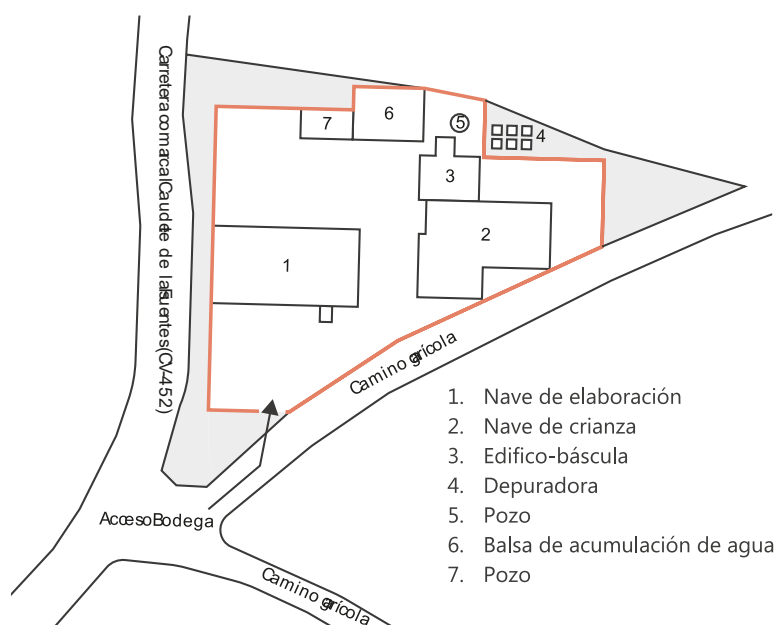 Carretera comarcal Caudete de las Fuentes (CV-452)
6
7
5
4
3
2
1
Camino agrícola
1. Nave de elaboración
2. Nave de crianza
3. Edifico-báscula
4. Depuradora
5. Pozo
6. Balsa de acumulación de agua
7. Pozo
Acceso Bodega
Camino agrícola